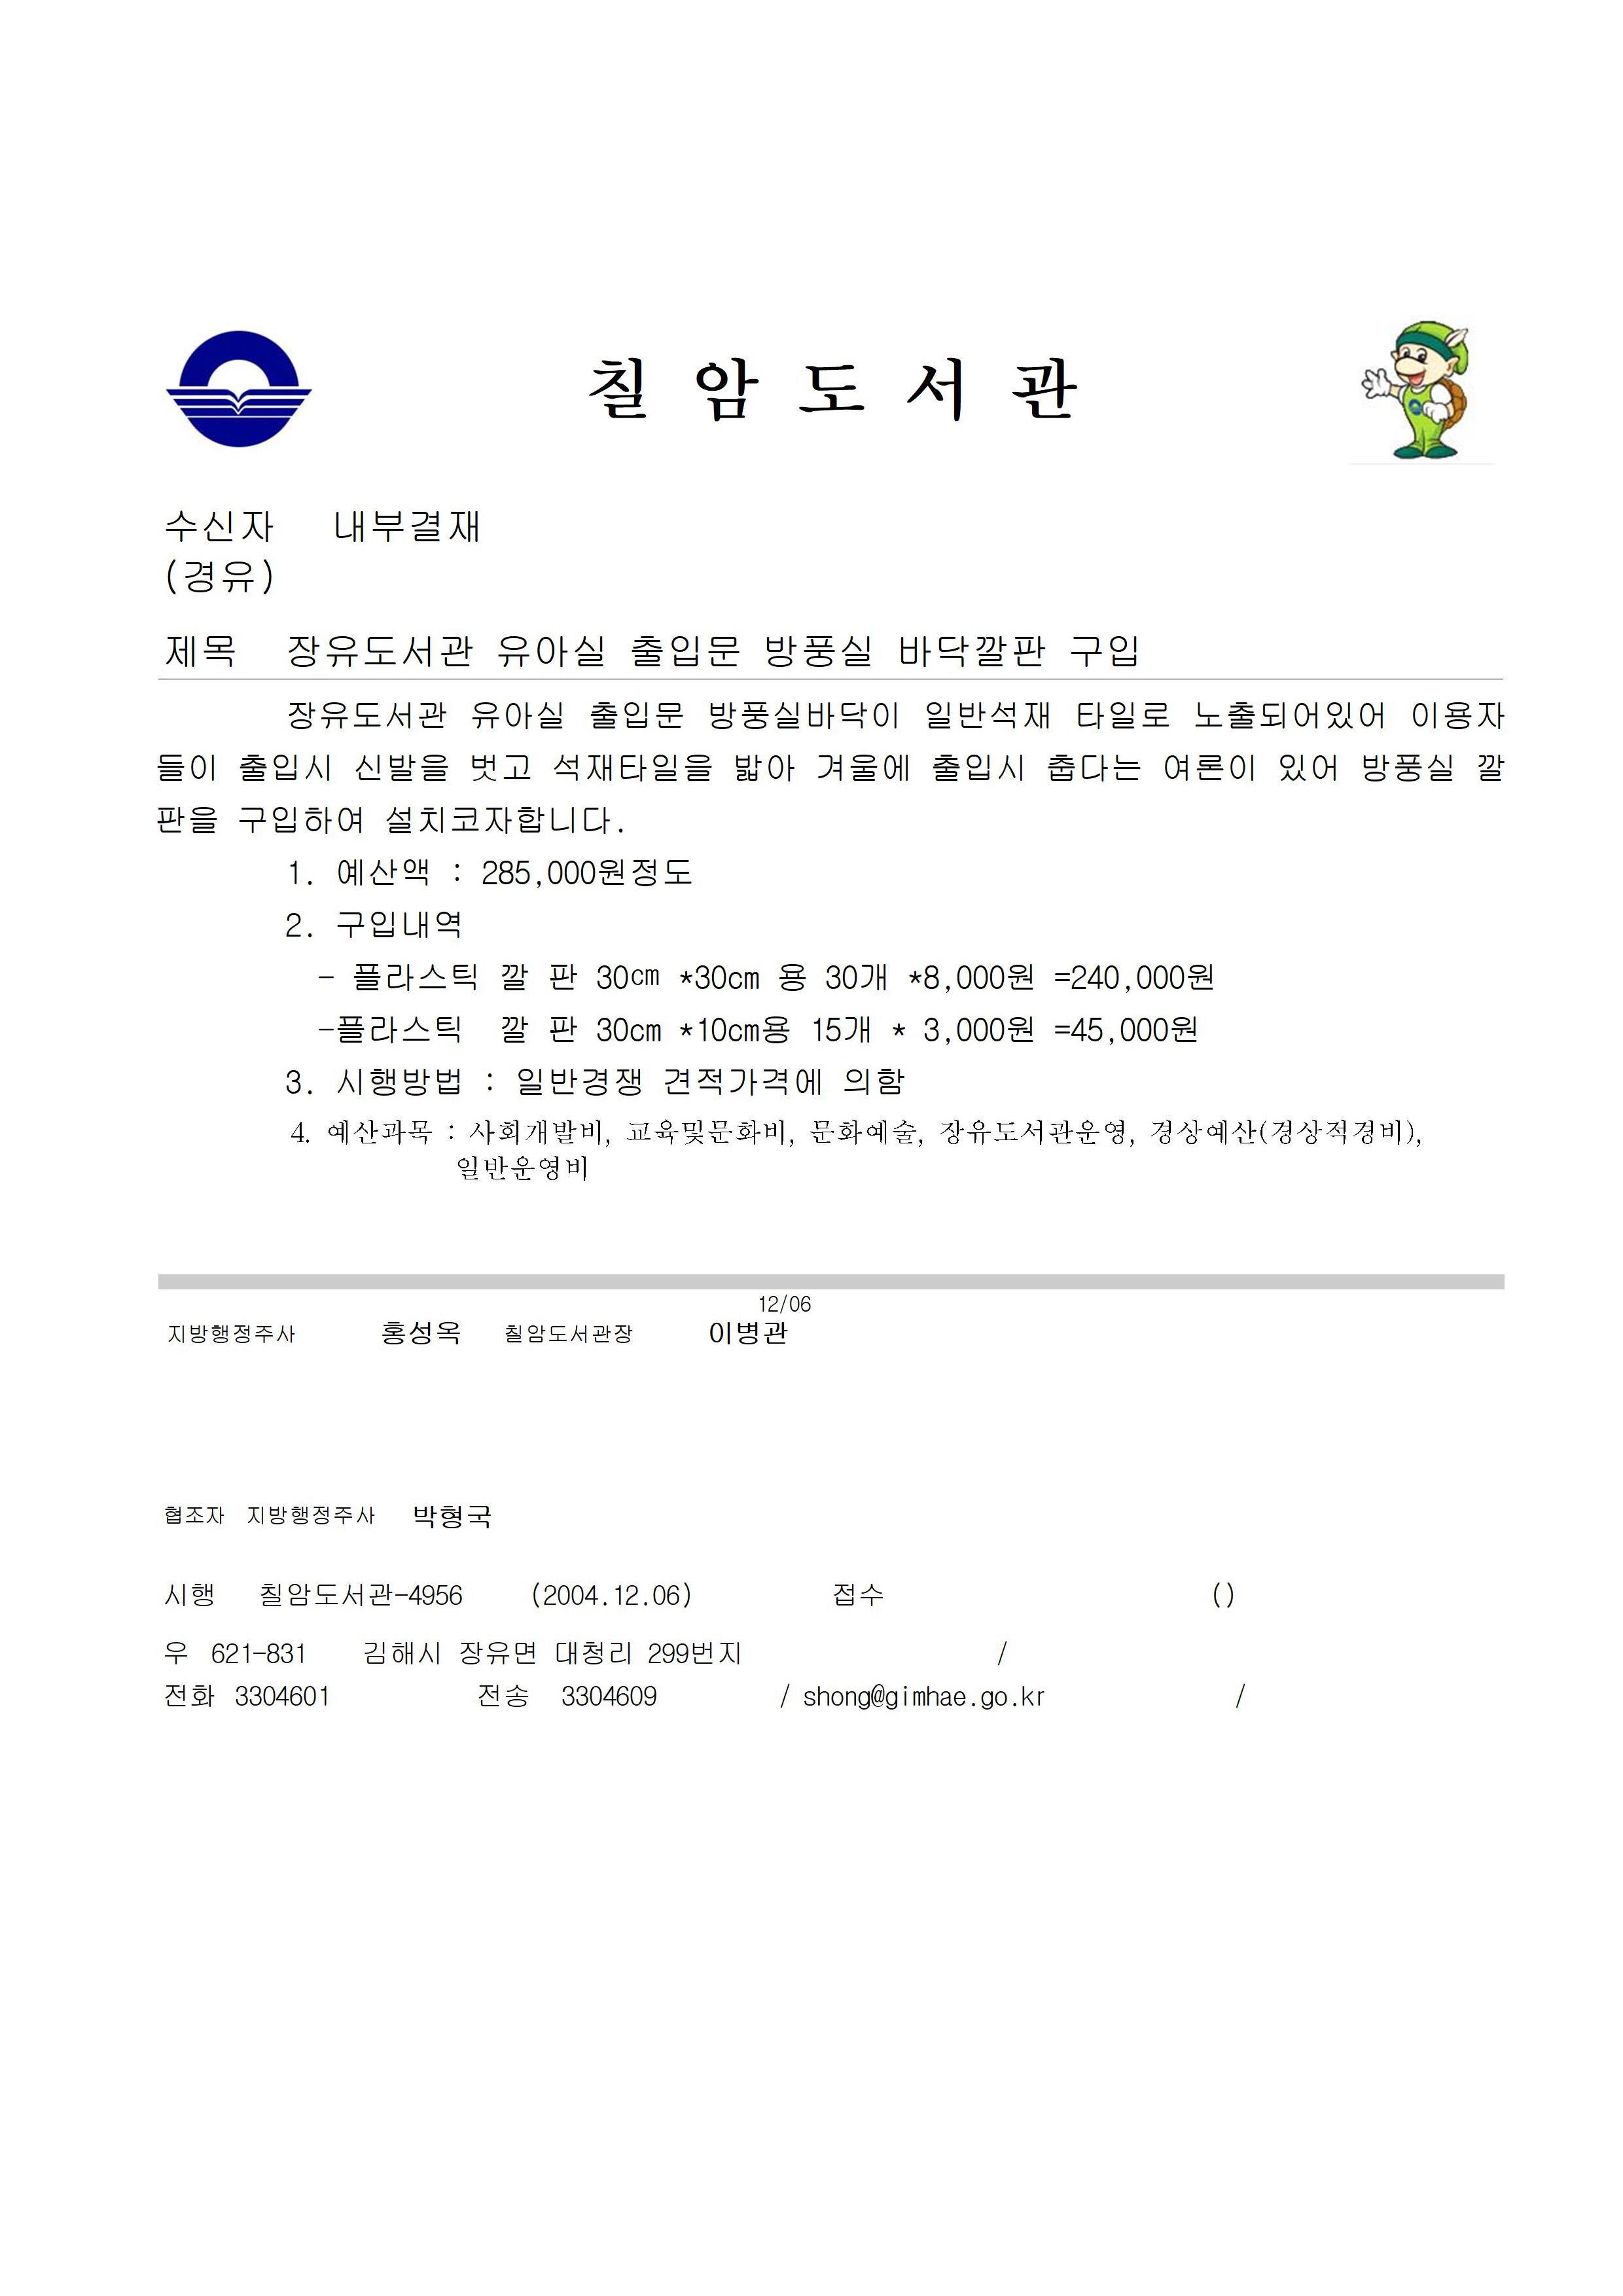 칠 암 도 서 관
수신자 내부결재
(경유)
제목 장유도서관 유아실 출입문 방풍실 바닥깔판 구입
장유도서관 유아실 출입문 방풍실바닥이 일반석재 타일로 노출되어있어 이용자
들이 출입시 신발을 벗고 석재타일을 밟아 겨울에 출입시 춥다는 여론이 있어 방풍실 깔
판을 구입하여 설치코자합니다.
1. 예산액 : 285,000원정도
2. 구입내역
- 플라스틱 깔 판 30㎝ *30cm 용 30개 *8,000원 =240,000원
-플라스틱 깔 판 30cm *10cm용 15개 * 3,000원 =45,000원
3. 시행방법 : 일반경쟁 견적가격에 의함
4. 예산과목 : 사회개발비, 교육및문화비, 문화예술, 장유도서관운영, 경상예산(경상적경비),
일반운영비
12/06
지방행정주사 홍성옥 칠암도서관장 이병관
협조자 지방행정주사 박형국
시행 칠암도서관-4956 (2004.12.06) 접수 ()
우 621-831 김해시 장유면 대청리 299번지 /
전화 3304601 전송 3304609 / shong@gimhae.go.kr /